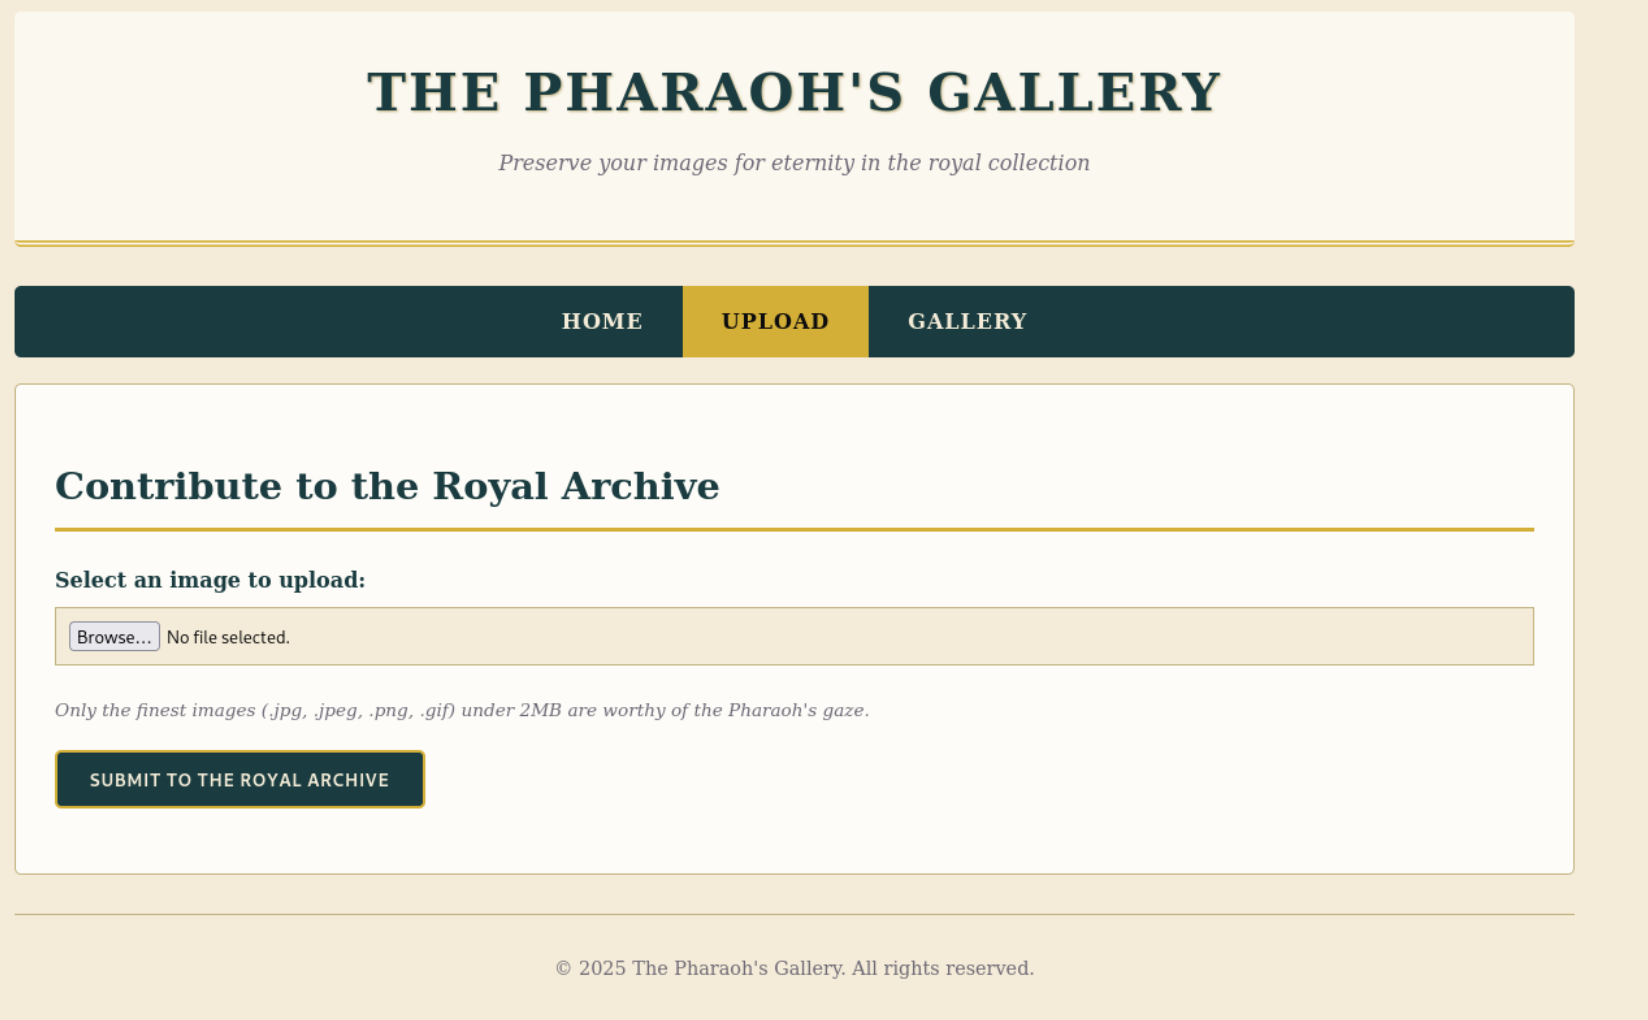 THE PHARAOH'S GALLERY
Preserve your images for eternity in the royal collection
HOME UPLOAD GALLERY
Contribute to the Royal Archive
Select an image to upload:
Browse... No file selected.
Only the finest images (.jpg, .jpeg, .png, .gif) under 2MB are worthy of the Pharaoh's gaze.
SUBMIT TO THE ROYAL ARCHIVE
© 2025 The Pharaoh's Gallery. All rights reserved.